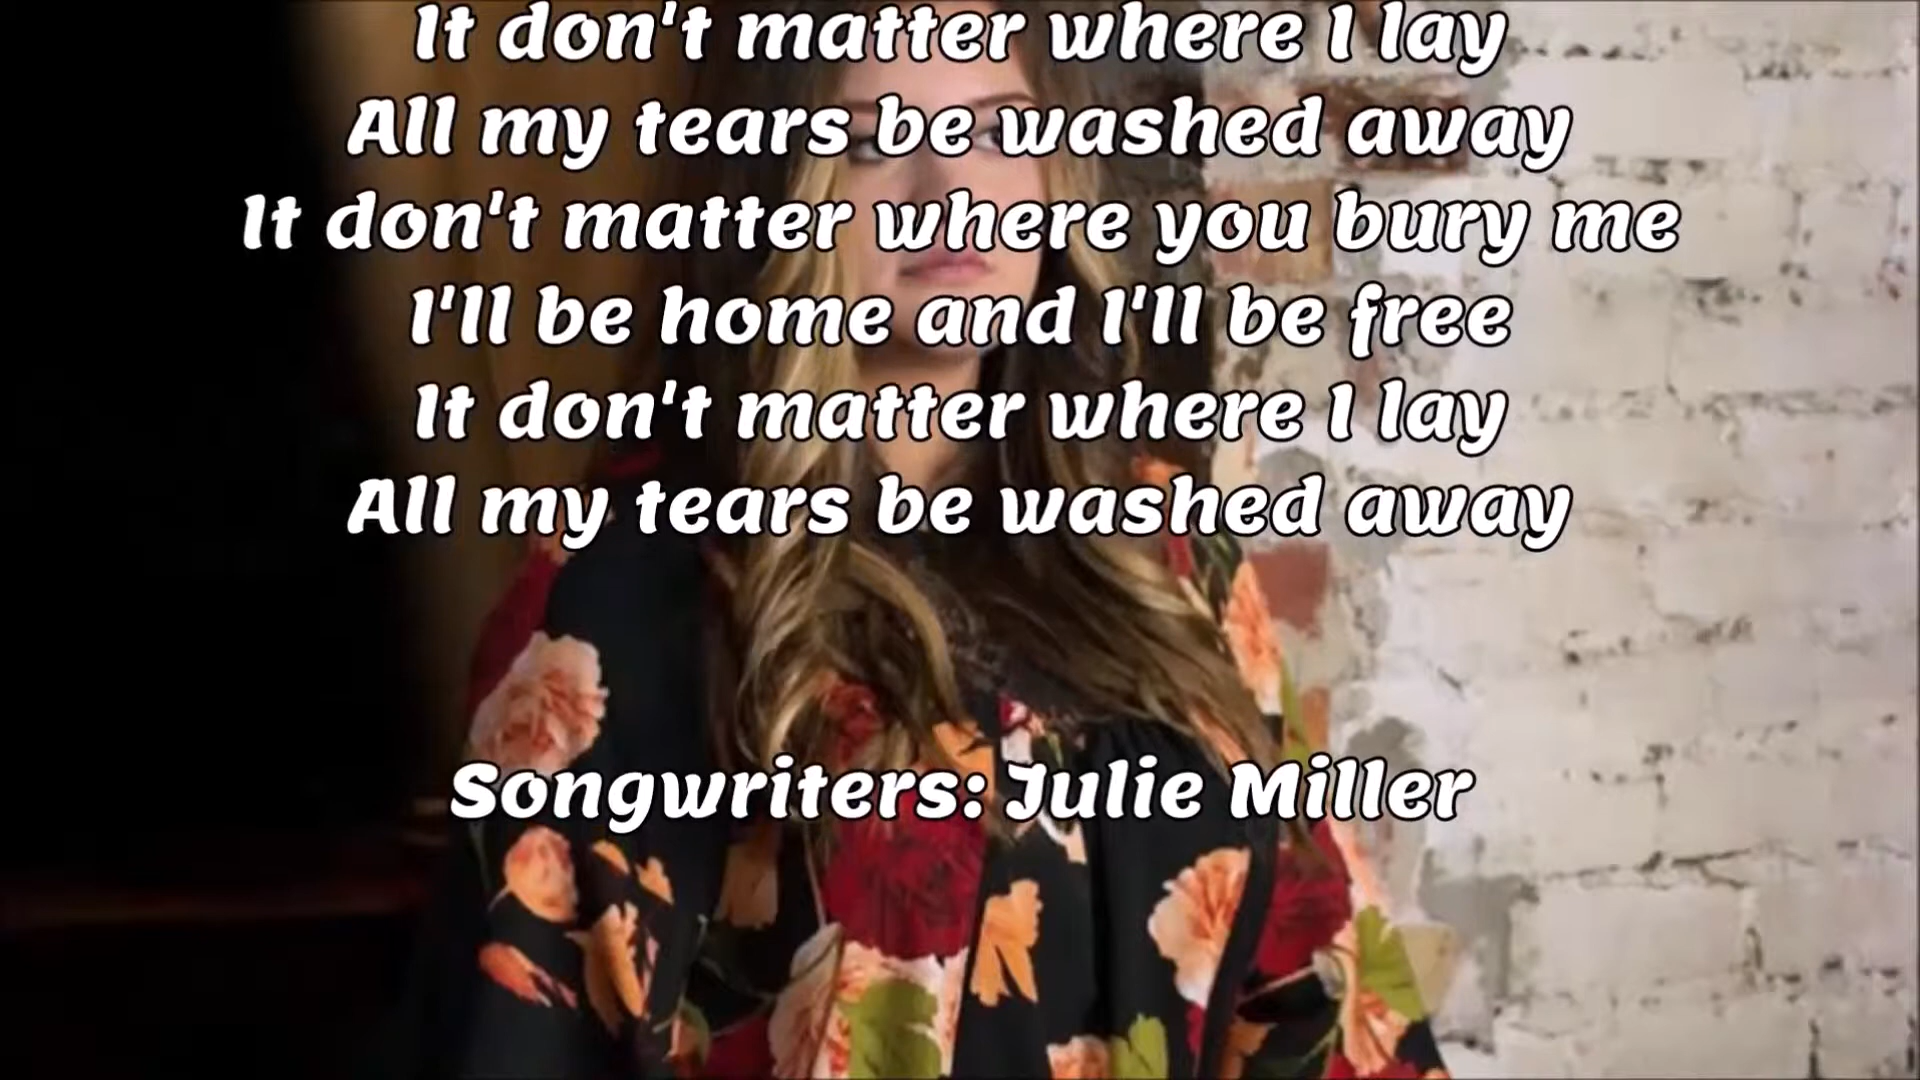 It don't matter where I lay
All my tears be washed away
It don't matter where you bury me
I'll be home and I'll be free
It don't matter where I lay
All my tears be washed away
Songwriters: Julie Miller